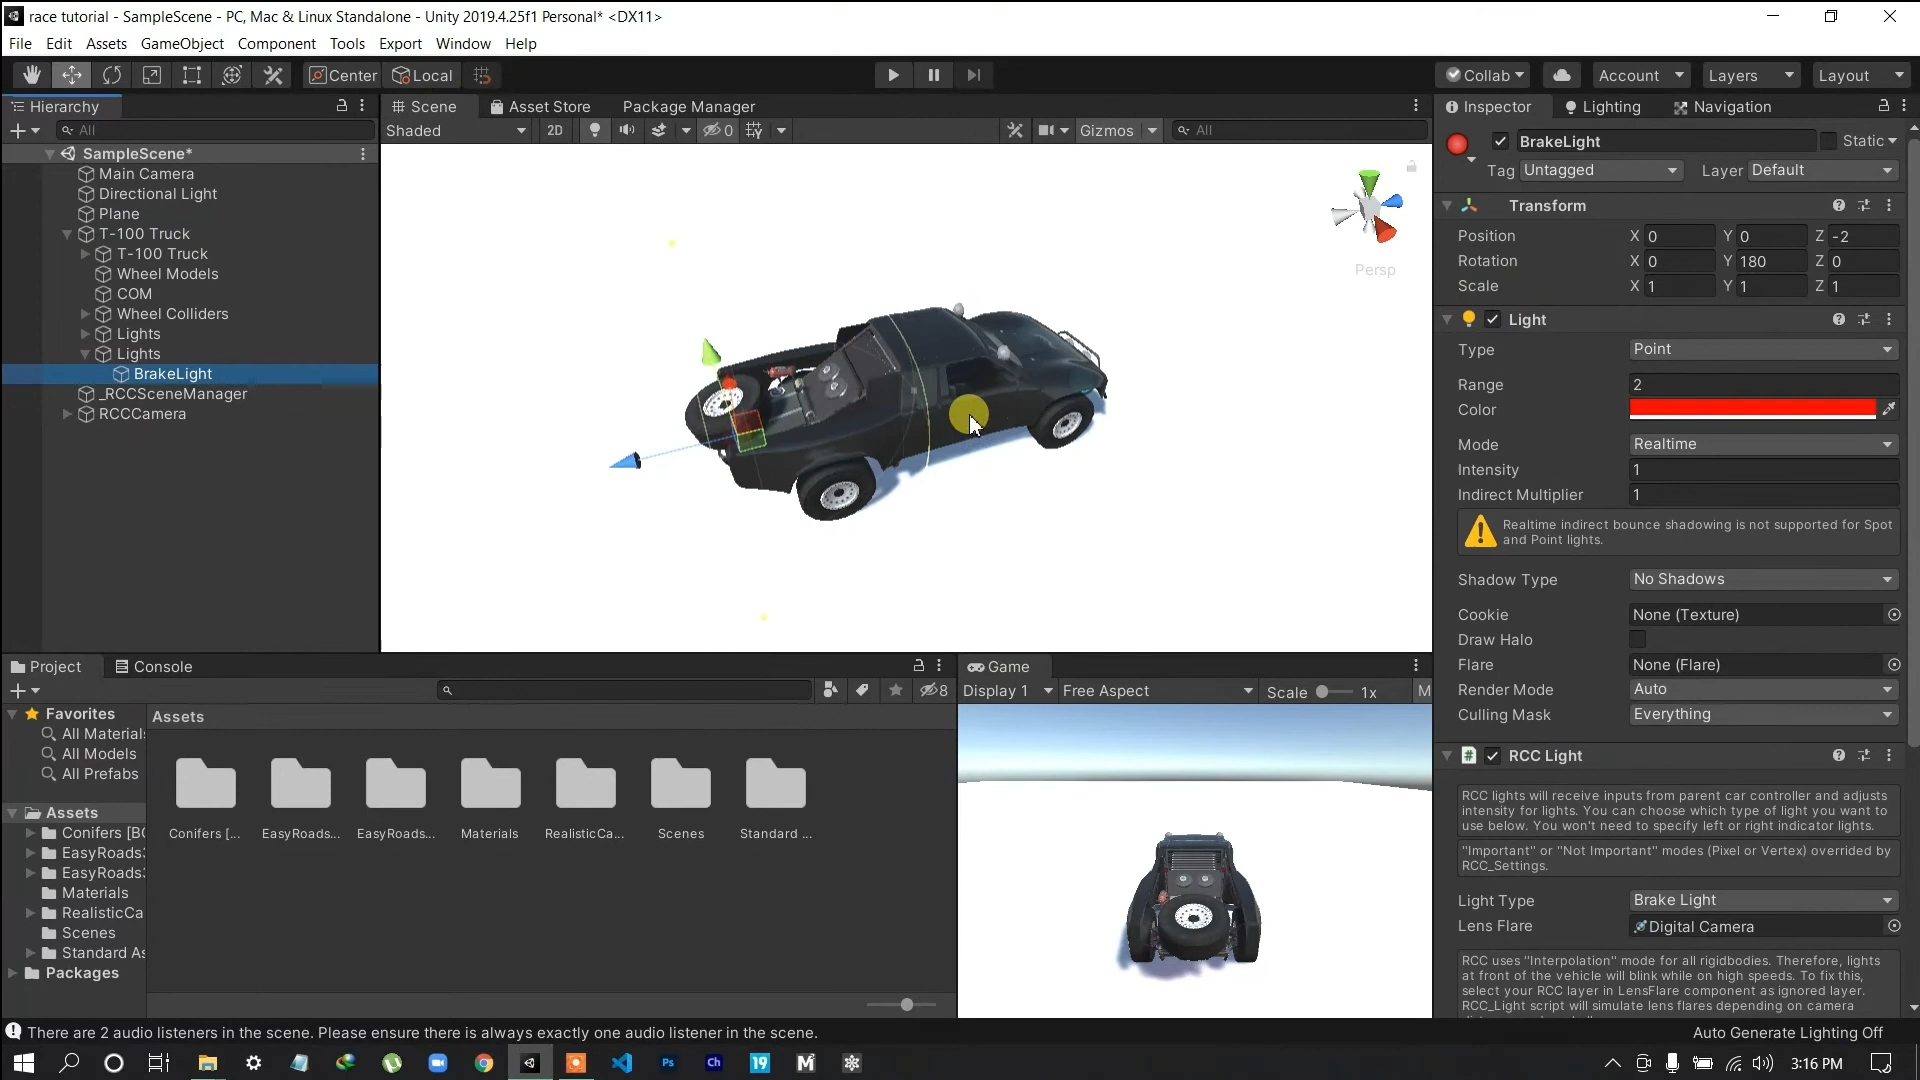 race tutorial - SampleScene - PC, Mac & Linux Standalone - Unity 2019.4.25f1 Personal* <DX11>
File Edit Assets GameObject Component Tools Export Window Help
Center Local Collab Account Layers Layout
Hierarchy
All
SampleScene*
Main Camera
Directional Light
Plane
T-100 Truck
T-100 Truck
Wheel Models
COM
Wheel Colliders
Lights
Lights
BrakeLight
_RCCSceneManager
RCCCamera
Scene Asset Store Package Manager
Shaded 2D 0 Gizmos All
Persp
Inspector Lighting Navigation
BrakeLight Static
Tag Untagged Layer Default
Transform
Position X 0 Y 0 Z -2
Rotation X 0 Y 180 Z 0
Scale X 1 Y 1 Z 1
Light
Type Point
Range 2
Color
Mode Realtime
Intensity 1
Indirect Multiplier 1
Realtime indirect bounce shadowing is not supported for Spot
and Point lights.
Shadow Type No Shadows
Cookie None (Texture)
Draw Halo
Flare None (Flare)
Render Mode Auto
Culling Mask Everything
RCC Light
RCC lights will receive inputs from parent car controller and adjusts
intensity for lights. You can choose which type of light you want to
use below. You won't need to specify left or right indicator lights.
"Important" or "Not Important" modes (Pixel or Vertex) overrided by
RCC_Settings.
Light Type Brake Light
Lens Flare Digital Camera
RCC uses "Interpolation" mode for all rigidbodies. Therefore, lights
at front of the vehicle will blink while on high speeds. To fix this,
select your RCC layer in LensFlare component as ignored layer.
RCC_Light script will simulate lens flares depending on camera
Project Console
8
Favorites
All Materials
All Models
All Prefabs
Assets
Conifers [BO
EasyRoads3
EasyRoads3
Materials
RealisticCa
Scenes
Standard As
Packages
Assets
Conifers [... EasyRoads... EasyRoads... Materials RealisticCa... Scenes Standard ...
Game
Display 1 Free Aspect Scale 1x M
There are 2 audio listeners in the scene. Please ensure there is always exactly one audio listener in the scene.
Auto Generate Lighting Off
Ps Ch 19 M 3:16 PM